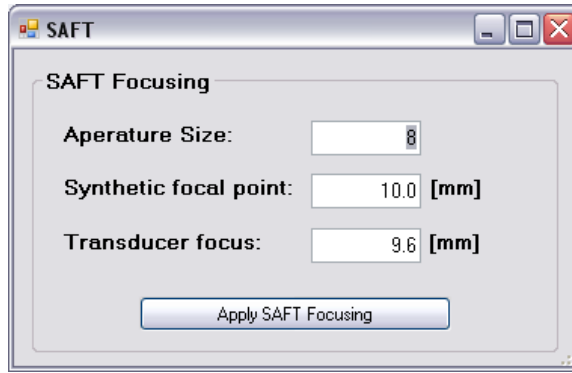 SAFT
SAFT Focusing
Aperature Size: 8
Synthetic focal point: 10.0 [mm]
Transducer focus: 9.6 [mm]
Apply SAFT Focusing